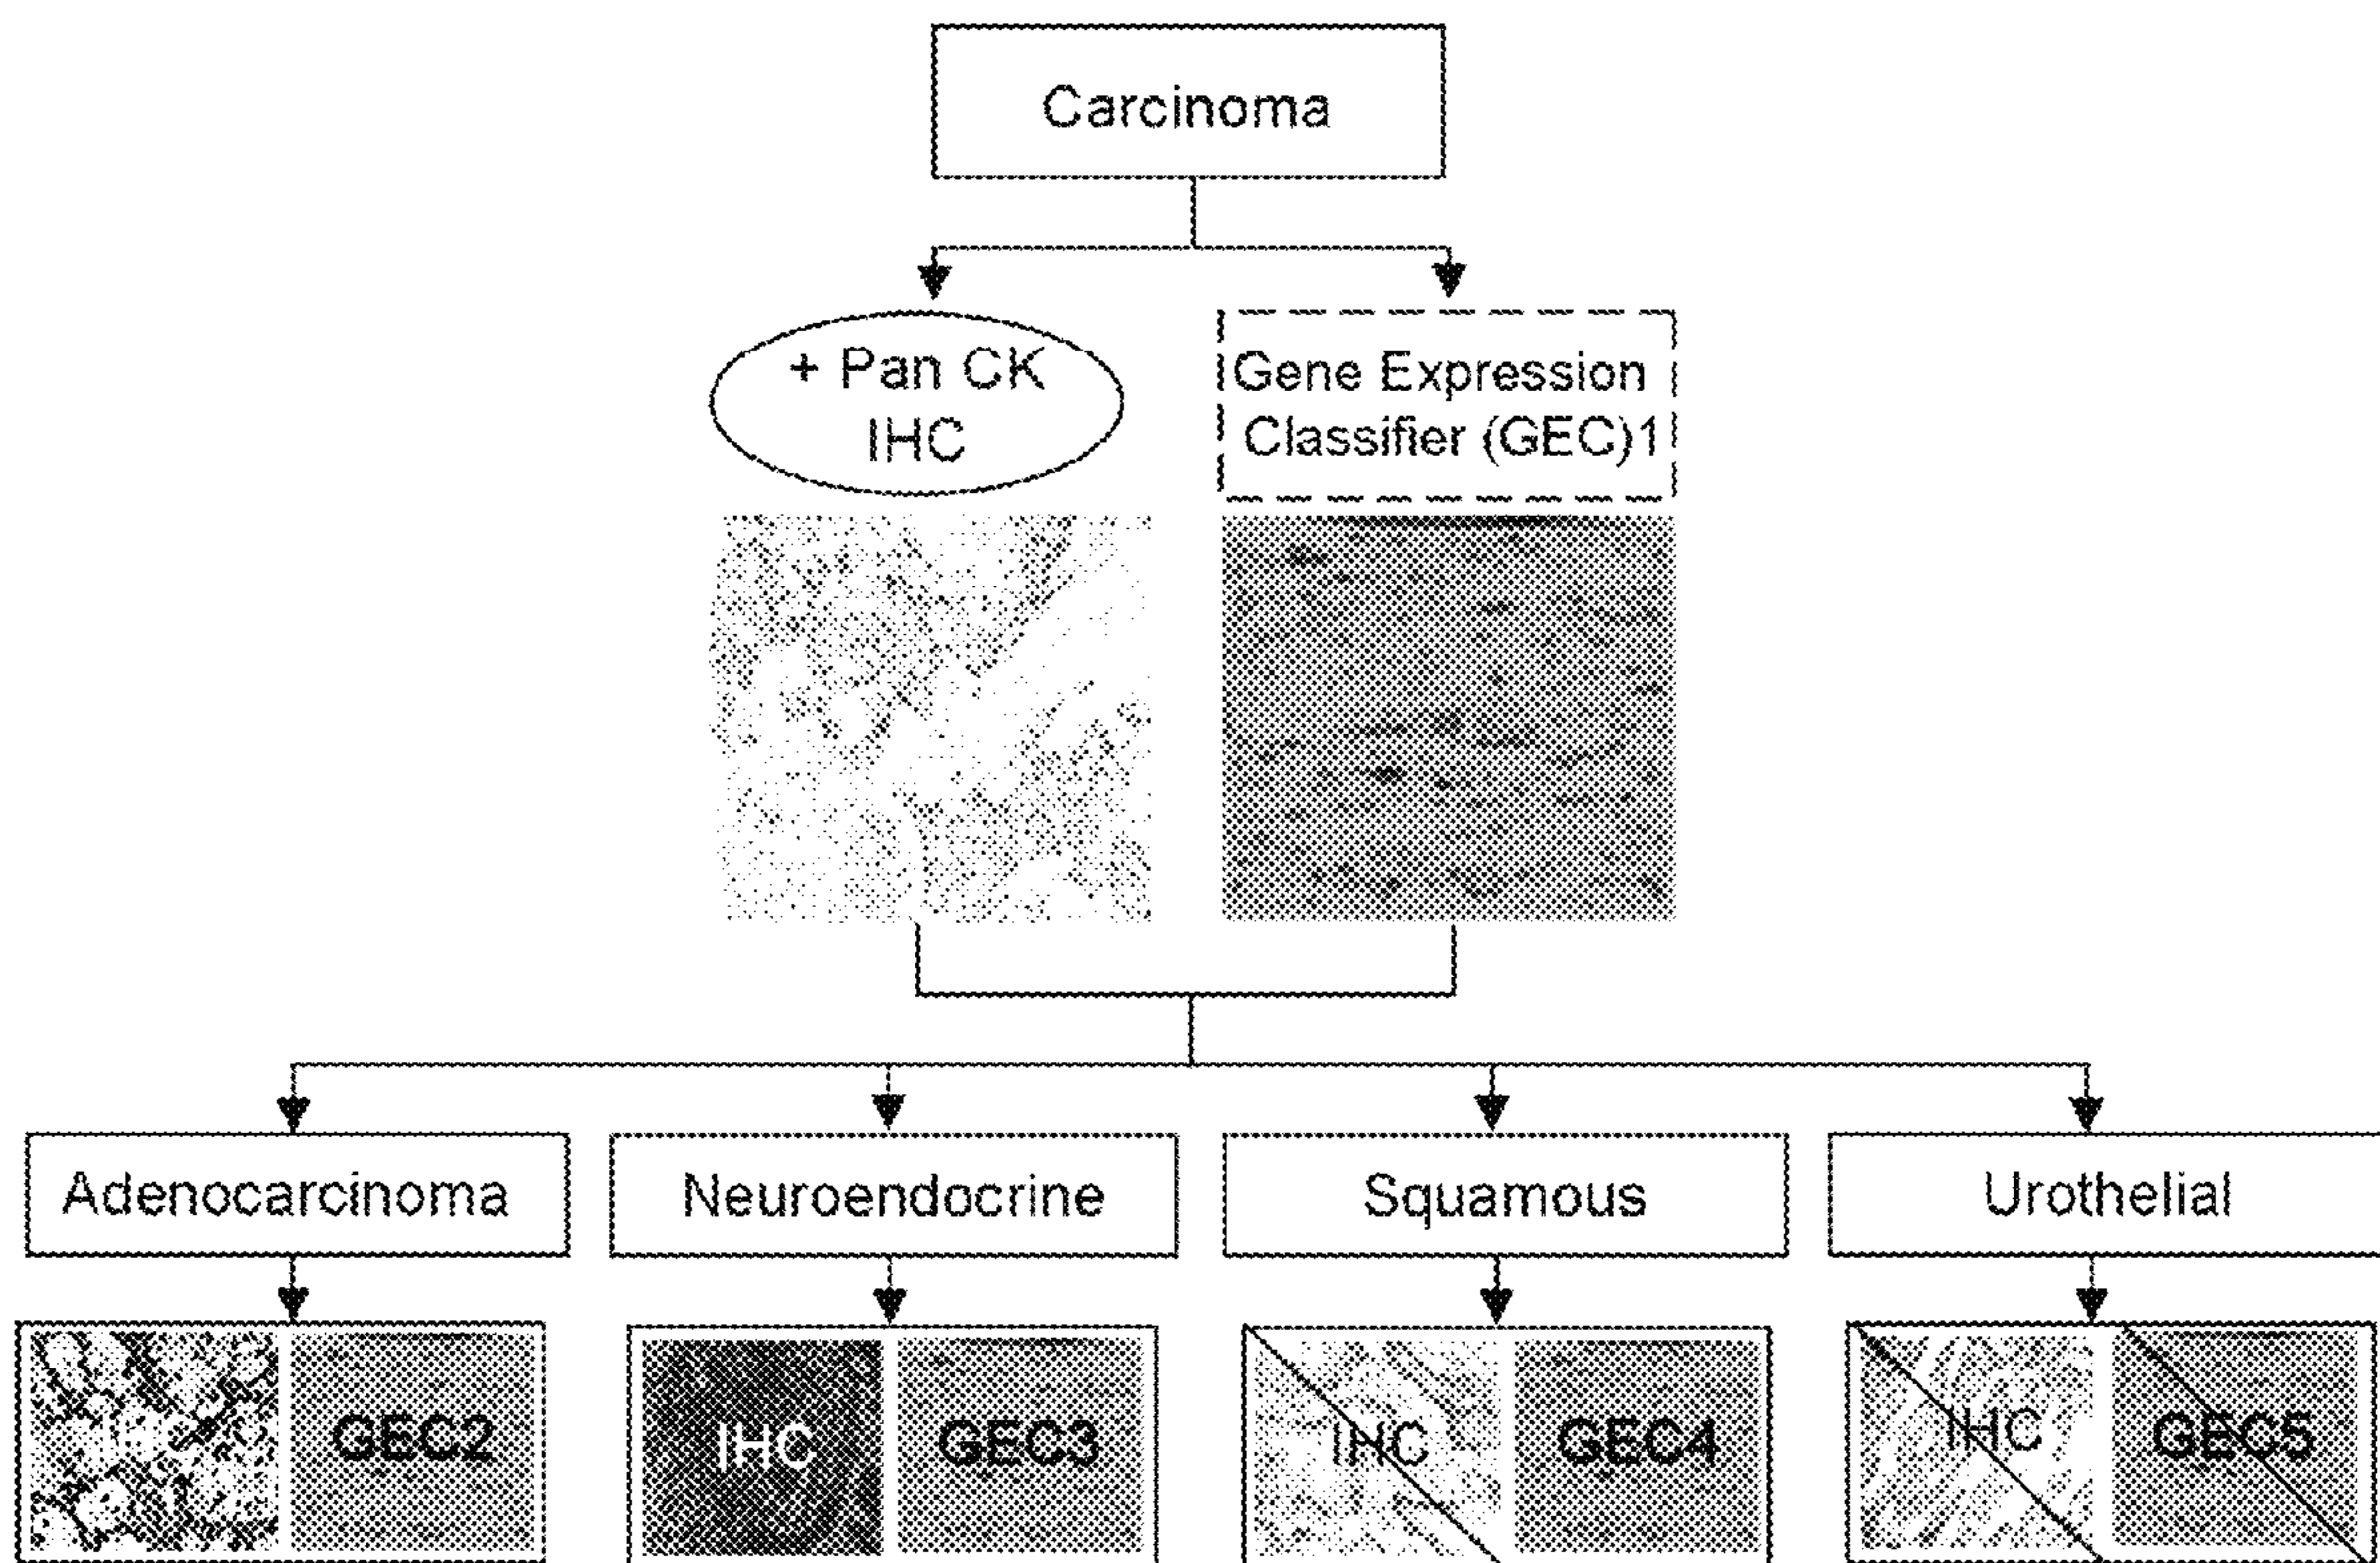 Carcinoma
+ Pan CK
IHC
Gene Expression
Classifier (GEC)1
Adenocarcinoma
Neuroendocrine
Squamous
Urothelial
GEC2
IHC
GEC3
IHC
GEC4
IHC
GEC5